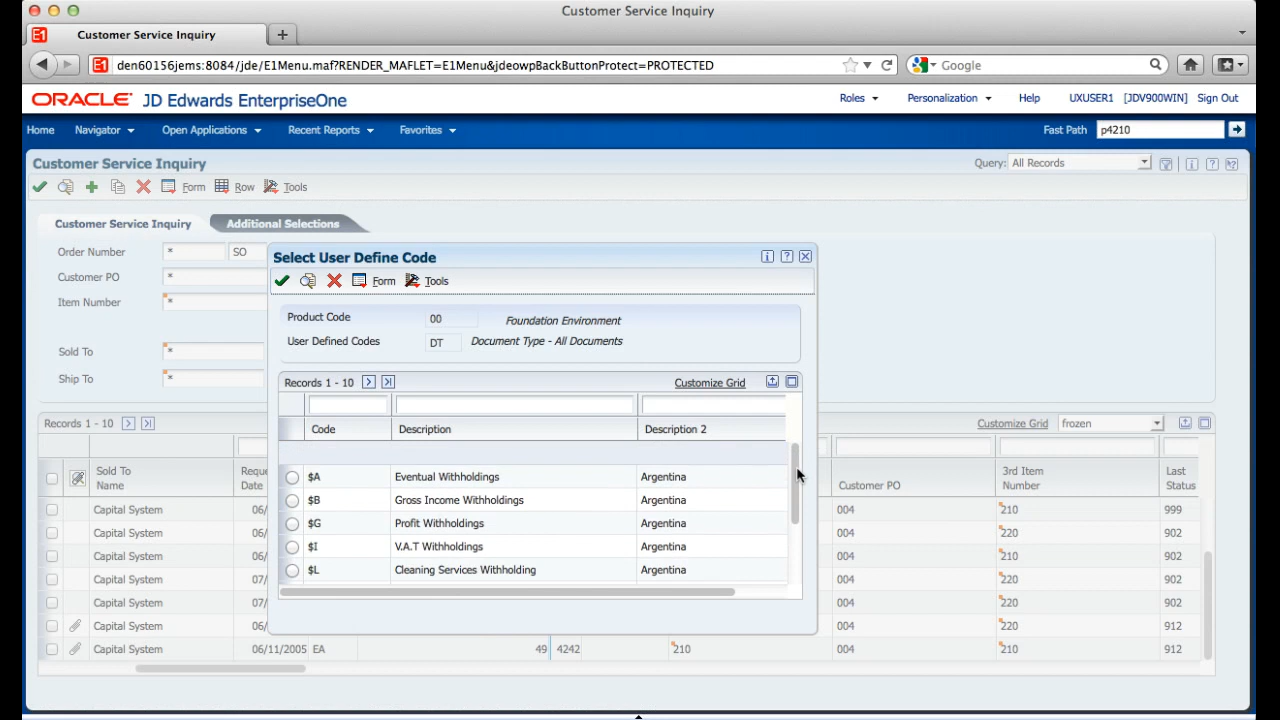 Customer Service Inquiry
E1 Customer Service Inquiry +
E1 den60156jems:8084/jde/E1Menu.maf?RENDER_MAFLET=E1Menu&jdeowpBackButtonProtect=PROTECTED Google
ORACLE JD Edwards EnterpriseOne Roles Personalization Help UXUSER1 [JDV900WIN] Sign Out
Home Navigator Open Applications Recent Reports Favorites Fast Path p4210
Customer Service Inquiry Query: All Records
Form Row Tools
Customer Service Inquiry Additional Selections
Order Number * SO
Customer PO *
Item Number *
Sold To *
Ship To *
Select User Define Code
Form Tools
Product Code 00 Foundation Environment
User Defined Codes DT Document Type - All Documents
Records 1 - 10 Customize Grid
Code Description Description 2
$A Eventual Withholdings Argentina
$B Gross Income Withholdings Argentina
$G Profit Withholdings Argentina
$I V.A.T Withholdings Argentina
$L Cleaning Services Withholding Argentina
Records 1 - 10 Customize Grid frozen
Sold To Name Reque Date Customer PO 3rd Item Number Last Status
Capital System 06/ 004 210 999
Capital System 06/ 004 220 902
Capital System 06/ 004 210 902
Capital System 07/ 004 220 902
Capital System 07/ 004 220 902
Capital System 06/ 004 220 912
Capital System 06/11/2005 EA 49 4242 210 004 210 912